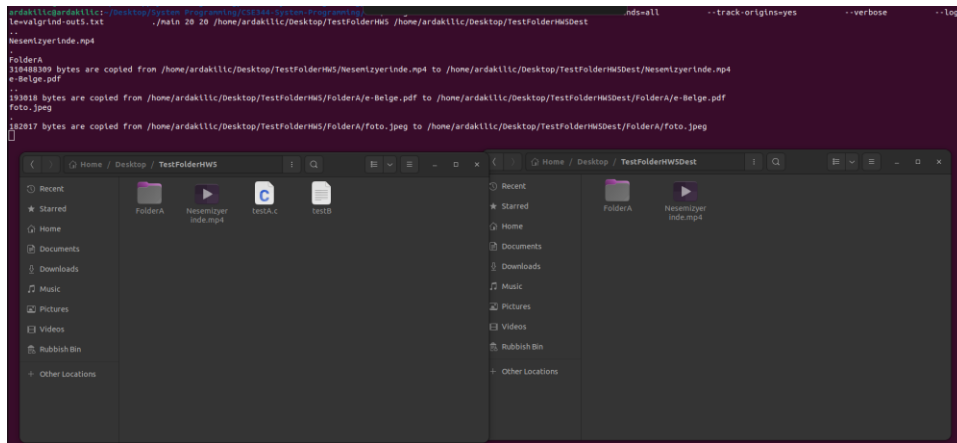 ardakilic@ardakilic:~/Desktop/System Programming/CSE344-System-Programming/ nds=all --track-origins=yes --verbose --log
le=valgrind-out5.txt ./main 20 20 /home/ardakilic/Desktop/TestFolderHW5 /home/ardakilic/Desktop/TestFolderHW5Dest
..
Nesemizyerinde.mp4
.
FolderA
310488309 bytes are copied from /home/ardakilic/Desktop/TestFolderHW5/Nesemizyerinde.mp4 to /home/ardakilic/Desktop/TestFolderHW5Dest/Nesemizyerinde.mp4
e-Belge.pdf
..
193018 bytes are copied from /home/ardakilic/Desktop/TestFolderHW5/FolderA/e-Belge.pdf to /home/ardakilic/Desktop/TestFolderHW5Dest/FolderA/e-Belge.pdf
foto.jpeg
.
182017 bytes are copied from /home/ardakilic/Desktop/TestFolderHW5/FolderA/foto.jpeg to /home/ardakilic/Desktop/TestFolderHW5Dest/FolderA/foto.jpeg
Home / Desktop / TestFolderHW5
Recent
Starred
Home
Documents
Downloads
Music
Pictures
Videos
Rubbish Bin
+ Other Locations
FolderA
Nesemizyer
inde.mp4
C
testA.c
testB
Home / Desktop / TestFolderHW5Dest
Recent
Starred
Home
Documents
Downloads
Music
Pictures
Videos
Rubbish Bin
+ Other Locations
FolderA
Nesemizyer
inde.mp4